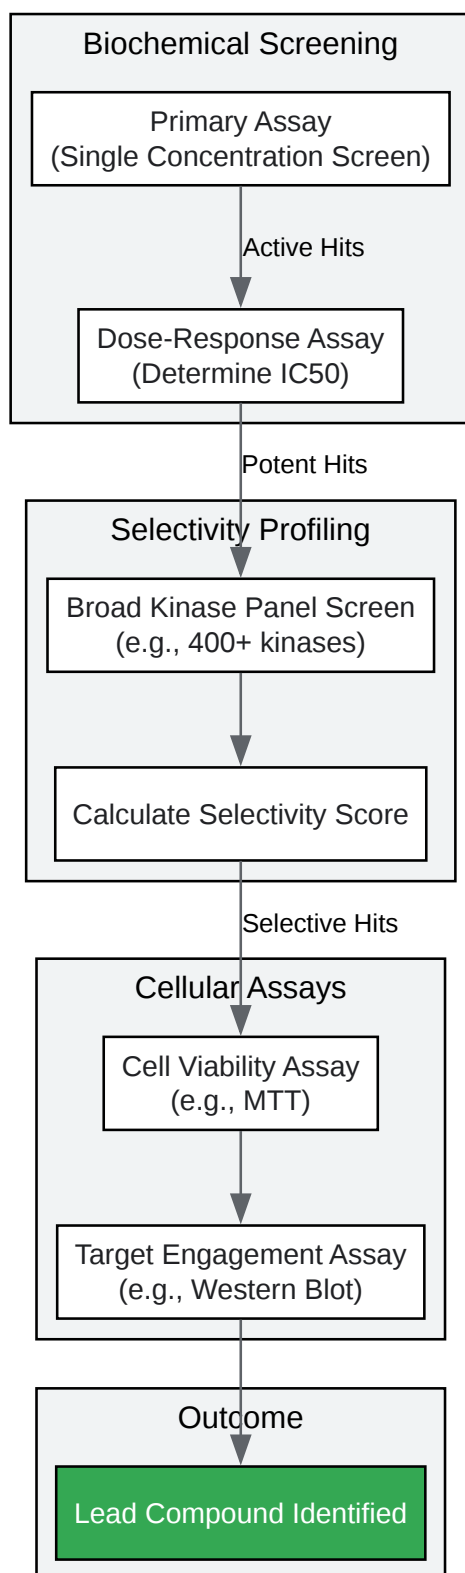 Biochemical Screening
Primary Assay
(Single Concentration Screen)
Active Hits
Dose-Response Assay
(Determine IC50)
Potent Hits
Selectivity Profiling
Broad Kinase Panel Screen
(e.g., 400+ kinases)
Calculate Selectivity Score
Selective Hits
Cellular Assays
Cell Viability Assay
(e.g., MTT)
Target Engagement Assay
(e.g., Western Blot)
Outcome
Lead Compound Identified